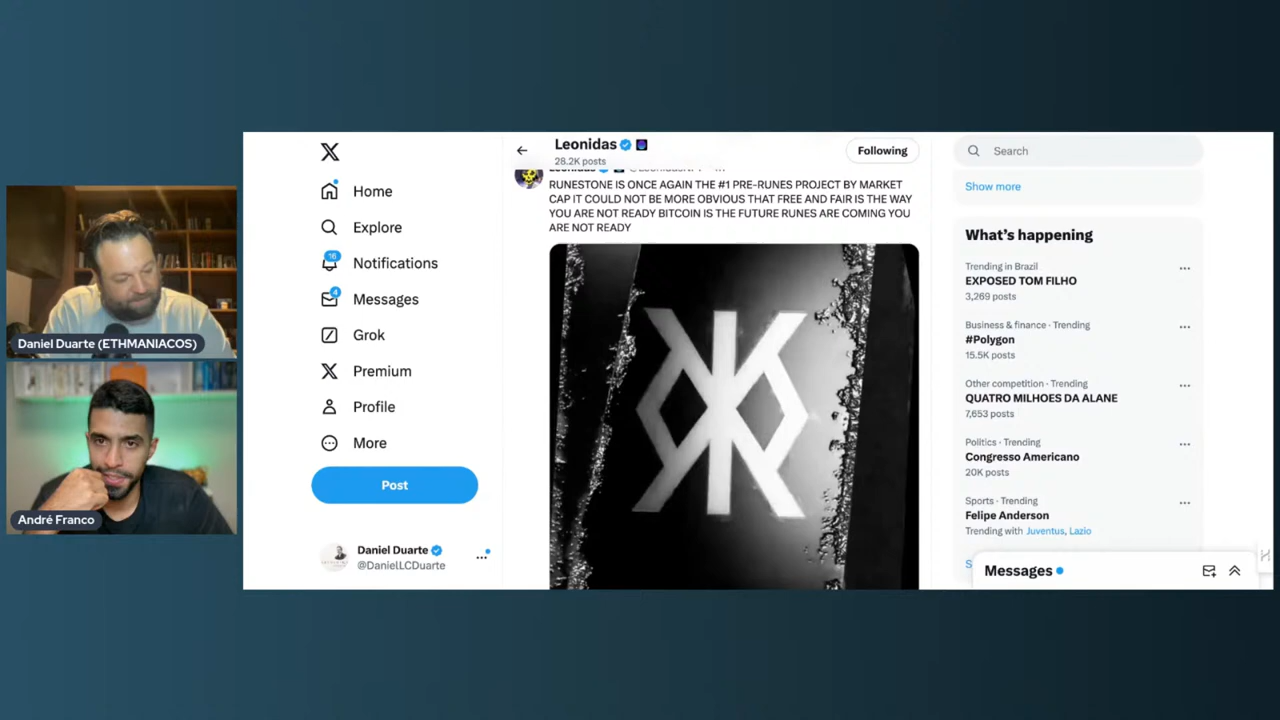 Daniel Duarte (ETHMANIACOS)
André Franco
Home
Explore
16
Notifications
4
Messages
Grok
Premium
Profile
More
Post
Daniel Duarte
@DanielLCDuarte
Leonidas
28.2K posts
Following
RUNESTONE IS ONCE AGAIN THE #1 PRE-RUNES PROJECT BY MARKET
CAP IT COULD NOT BE MORE OBVIOUS THAT FREE AND FAIR IS THE WAY
YOU ARE NOT READY BITCOIN IS THE FUTURE RUNES ARE COMING YOU
ARE NOT READY
Search
Show more
What's happening
Trending in Brazil
EXPOSED TOM FILHO
3,269 posts
Business & finance · Trending
#Polygon
15.5K posts
Other competition · Trending
QUATRO MILHOES DA ALANE
7,653 posts
Politics · Trending
Congresso Americano
20K posts
Sports · Trending
Felipe Anderson
Trending with Juventus, Lazio
Messages